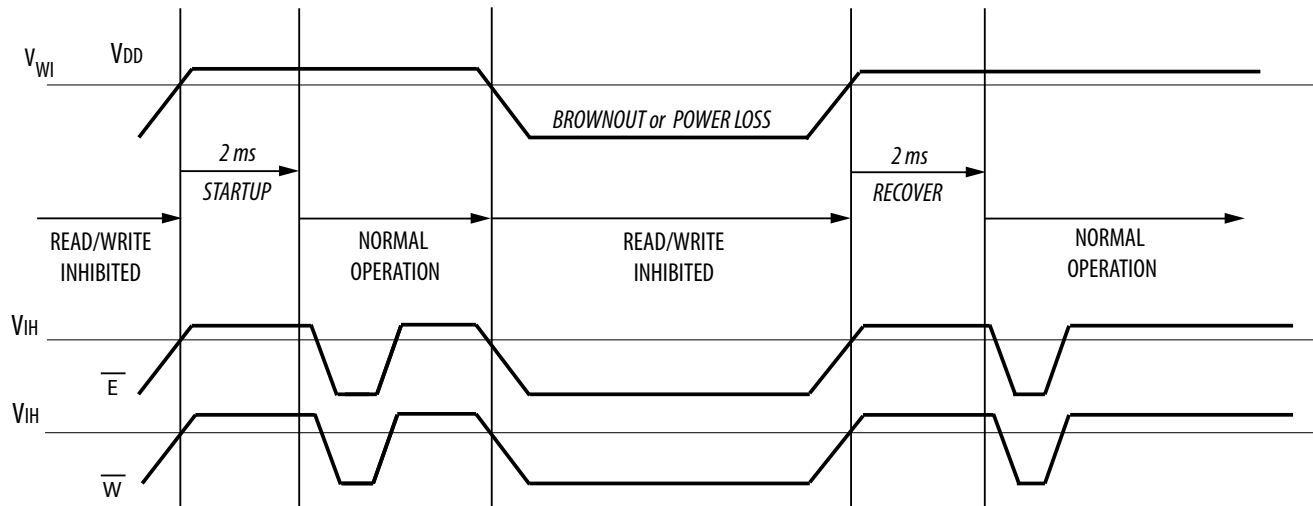 VWI VDD
BROWNOUT or POWER LOSS
2 ms
STARTUP
2 ms
RECOVER
READ/WRITE
INHIBITED
NORMAL
OPERATION
READ/WRITE
INHIBITED
NORMAL
OPERATION
VIH
E
VIH
W